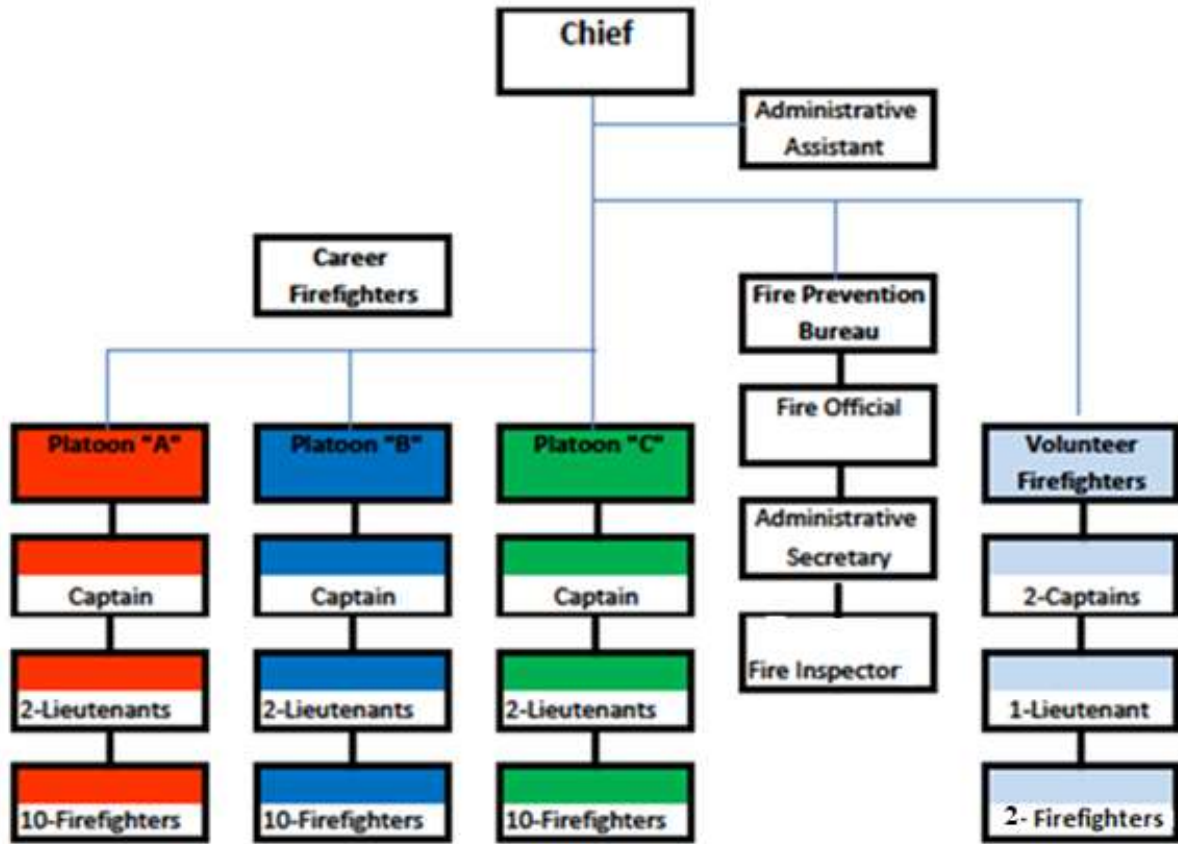 Chief
Administrative
Assistant
Career
Firefighters
Fire Prevention
Bureau
Fire Official
Administrative
Secretary
Fire Inspector
Platoon "A"
Captain
2-Lieutenants
10-Firefighters
Platoon "B"
Captain
2-Lieutenants
10-Firefighters
Platoon "C"
Captain
2-Lieutenants
10-Firefighters
Volunteer
Firefighters
2-Captains
1-Lieutenant
2- Firefighters